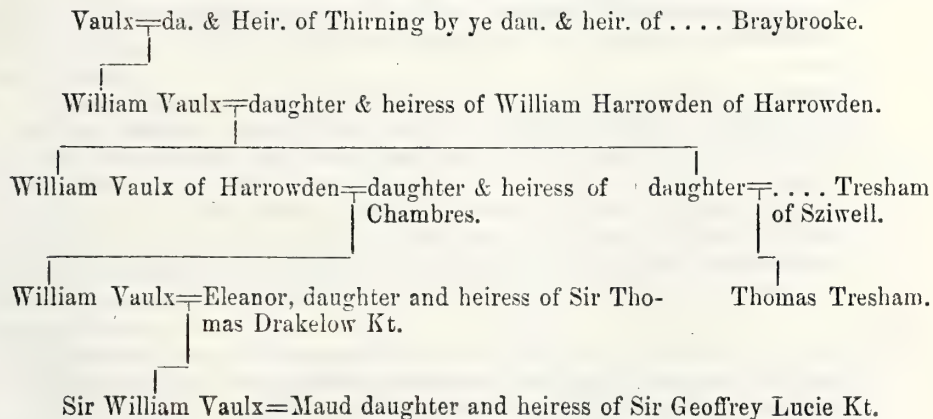 Vaulx=da. & Heir. of Thirning by ye dau. & heir. of .... Braybrooke.
William Vaulx=daughter & heiress of William Harrowden of Harrowden.
William Vaulx of Harrowden=daughter & heiress of Chambres.
daughter=.... Tresham of Sziwell.
William Vaulx=Eleanor, daughter and heiress of Sir Tho-
mas Drakelow Kt.
Thomas Tresham.
Sir William Vaulx=Maud daughter and heiress of Sir Geoffrey Lucie Kt.